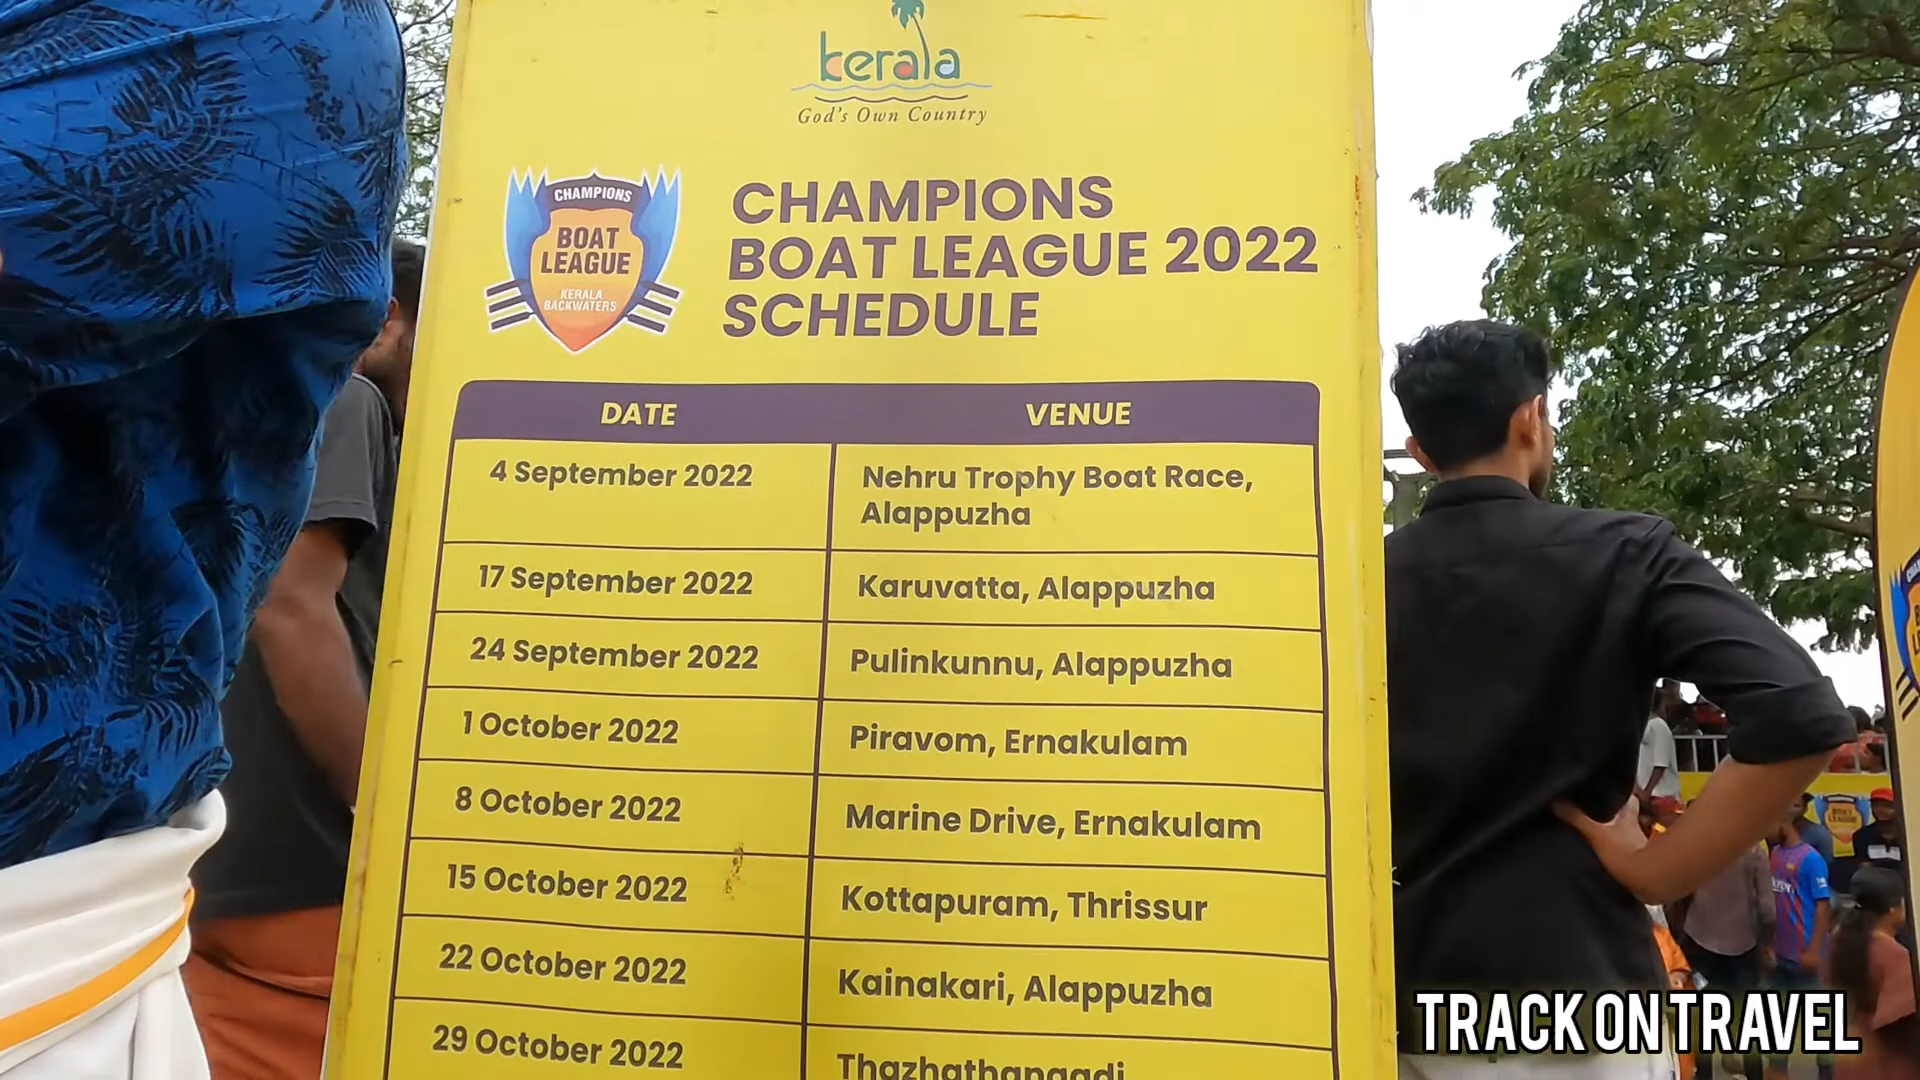 kerala
God's Own Country
CHAMPIONS
BOAT
LEAGUE
KERALA
BACKWATERS
CHAMPIONS
BOAT LEAGUE 2022
SCHEDULE
DATE VENUE
4 September 2022 Nehru Trophy Boat Race,
Alappuzha
17 September 2022 Karuvatta, Alappuzha
24 September 2022 Pulinkunnu, Alappuzha
1 October 2022 Piravom, Ernakulam
8 October 2022 Marine Drive, Ernakulam
15 October 2022 Kottapuram, Thrissur
22 October 2022 Kainakari, Alappuzha
29 October 2022 Thazhathangadi
BOAT
LEAGUE
TRACK ON TRAVEL